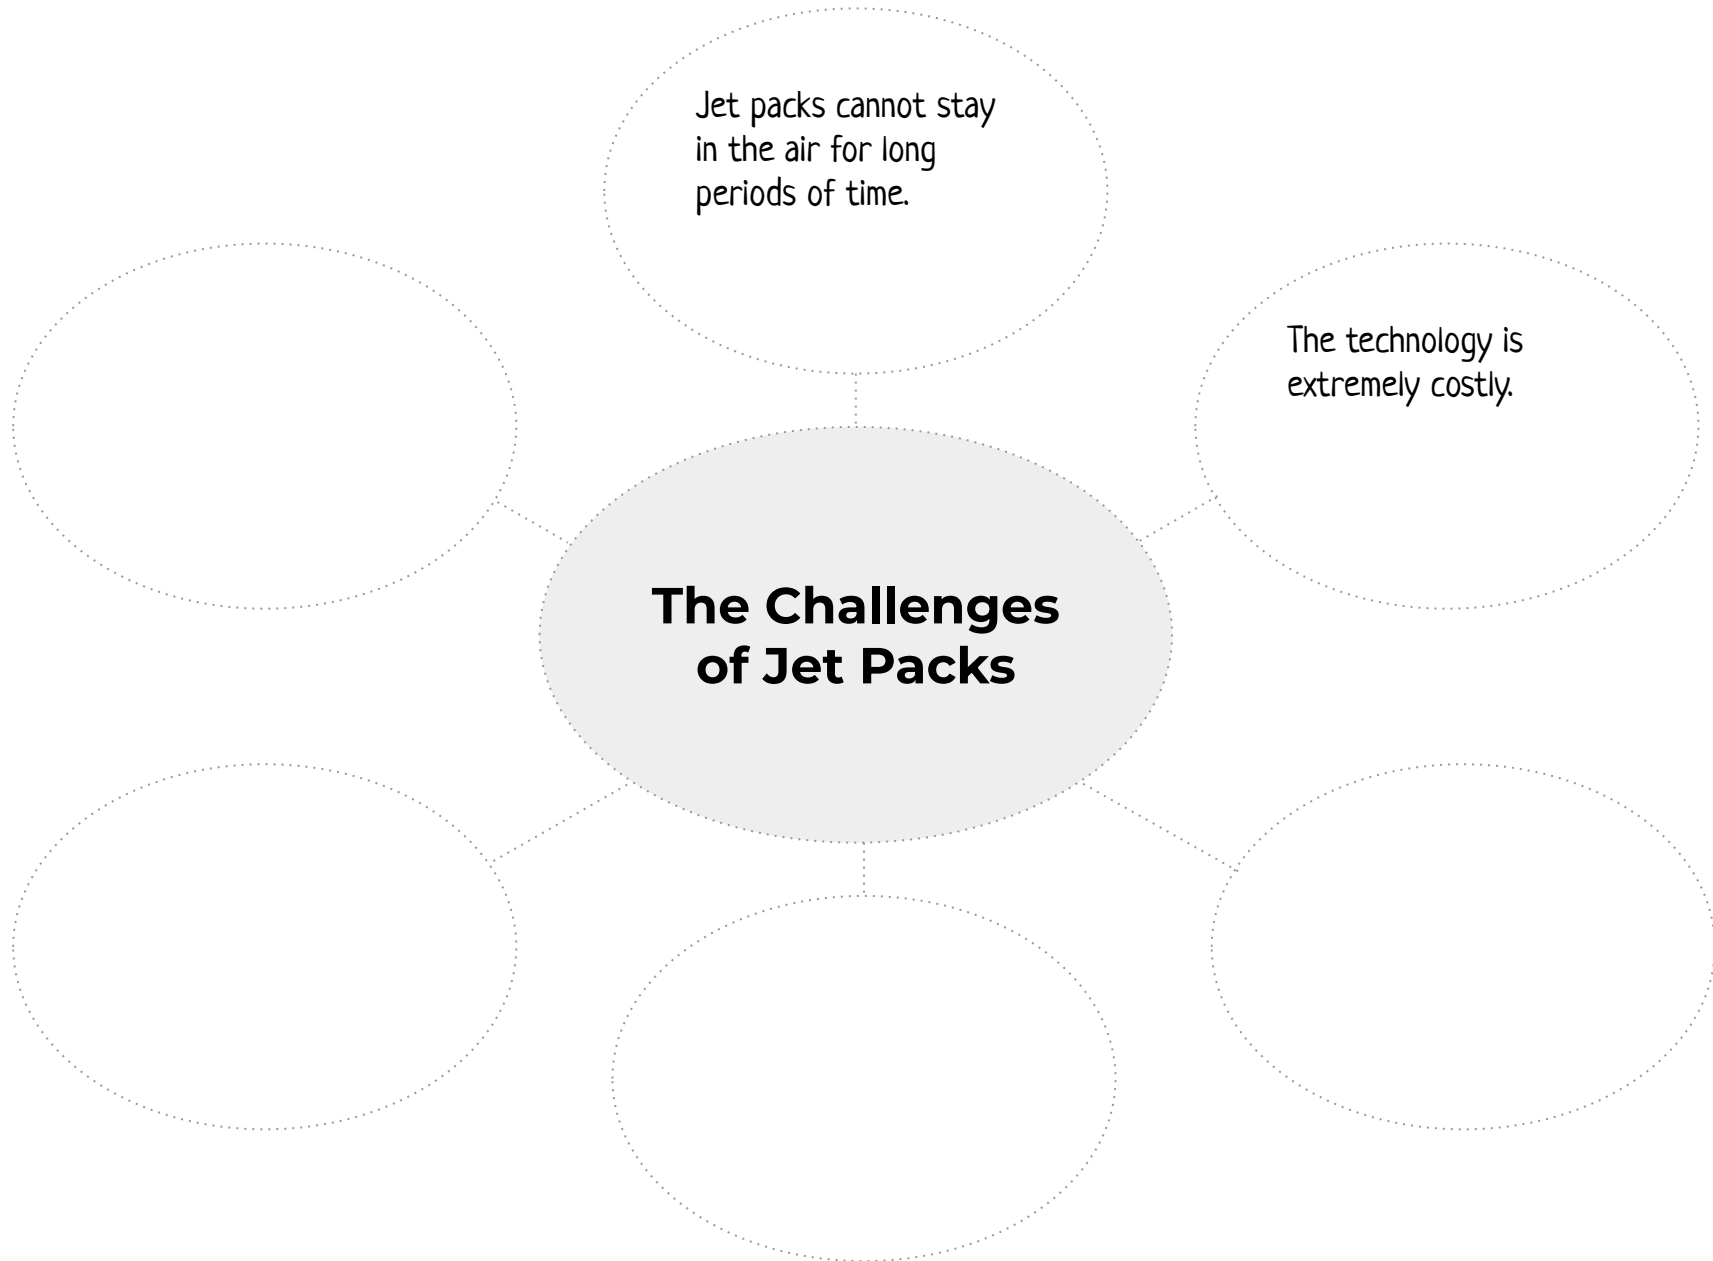 Jet packs cannot stay
in the air for long
periods of time.
The technology is
extremely costly.
The Challenges
of Jet Packs